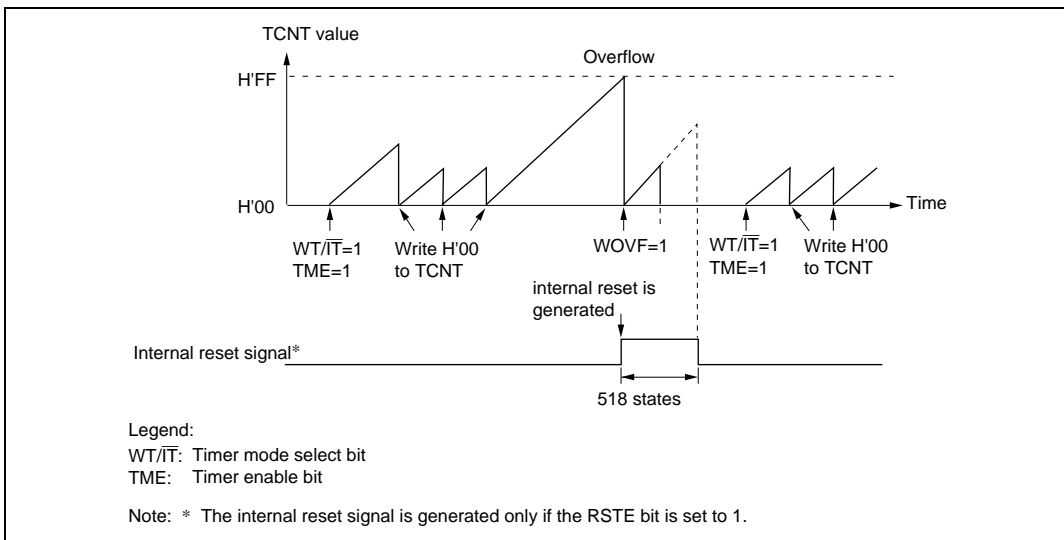 TCNT value
Overflow
H'FF
H'00
Time
WT/IT=1
TME=1
Write H'00
to TCNT
WOVF=1
WT/IT=1
TME=1
Write H'00
to TCNT
internal reset is
generated
Internal reset signal*
518 states
Legend:
WT/IT: Timer mode select bit
TME: Timer enable bit
Note: * The internal reset signal is generated only if the RSTE bit is set to 1.